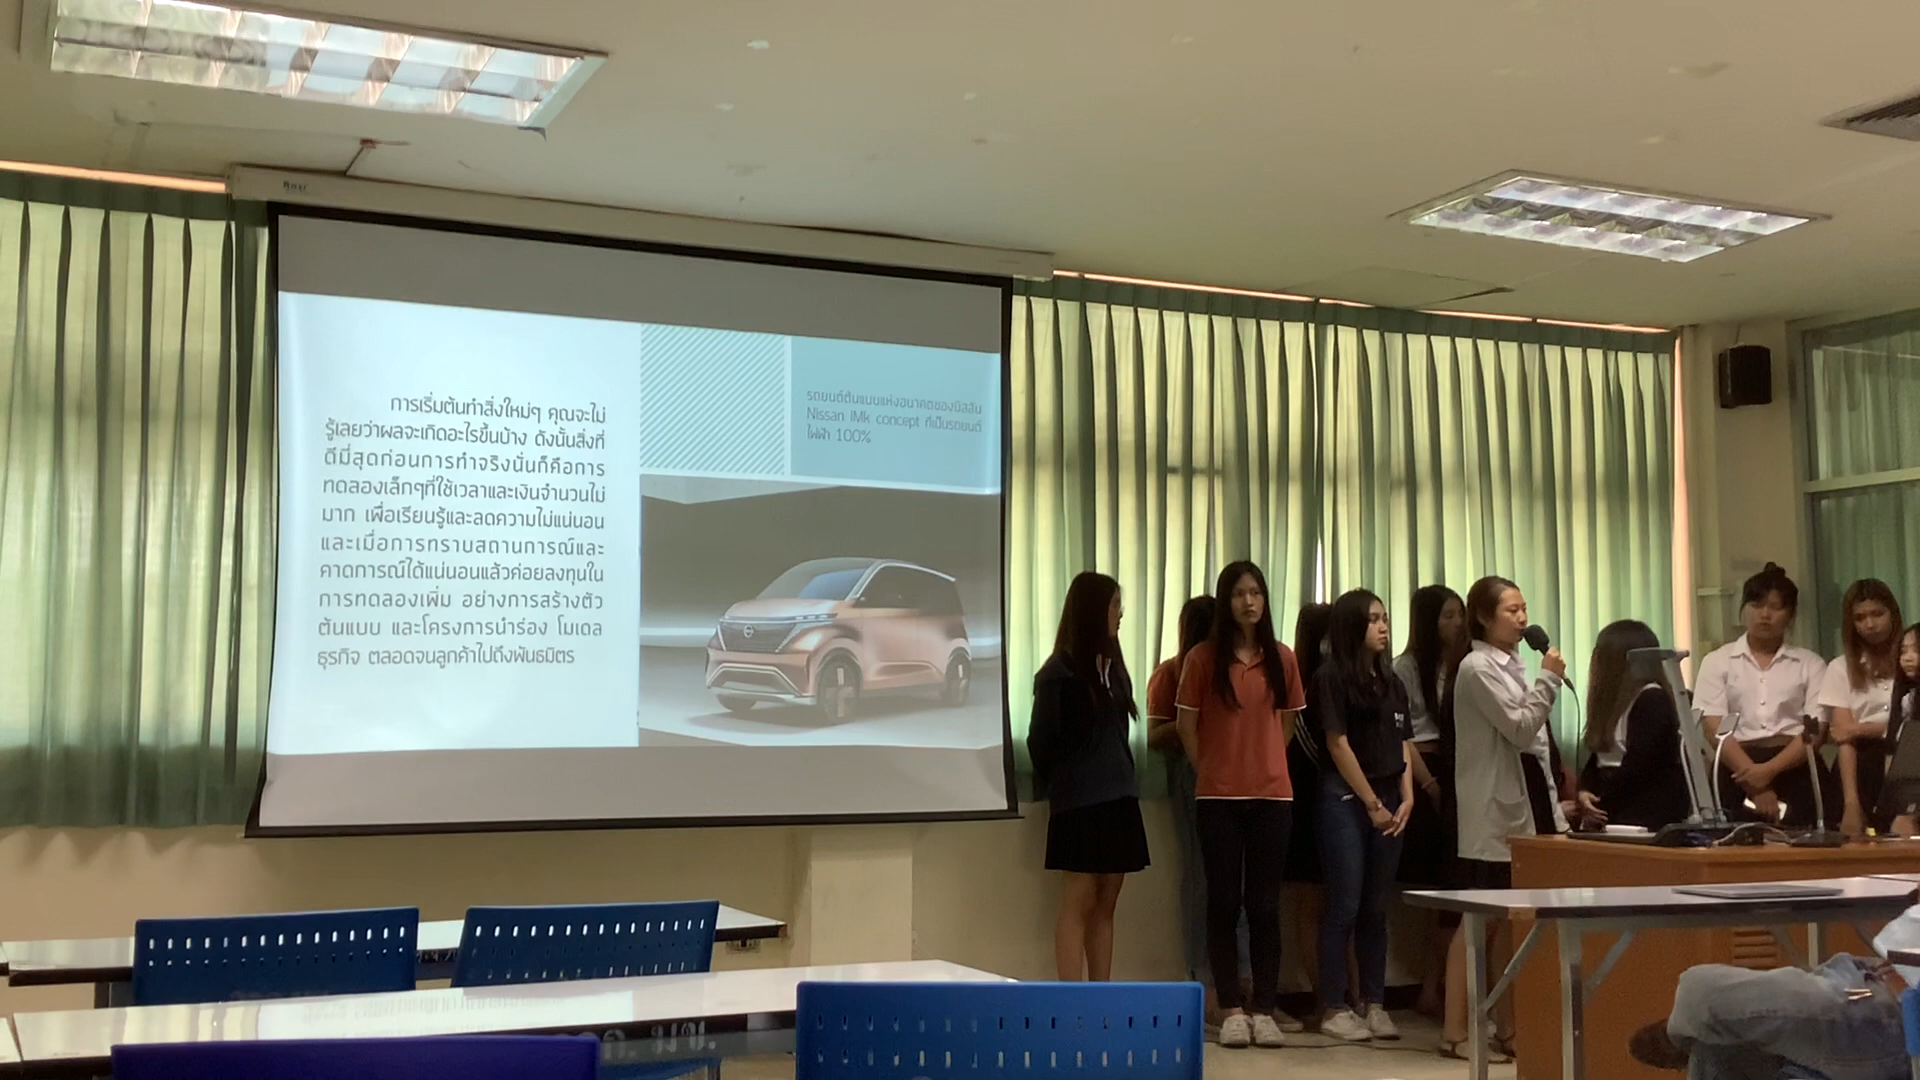 การเริ่มต้นทำสิ่งใหม่ๆ คุณจะไม่
รู้เลยว่าผลจะเกิดอะไรขึ้นบ้าง ดังนั้นสิ่งที่
ดีมี่สุดก่อนการทำจริงนั่นก็คือการ
ทดลองเล็กๆที่ใช้เวลาและเงินจำนวนไม่
มาก เพื่อเรียนรู้และลดความไม่แน่นอน
และเมื่อการทราบสถานการณ์และ
คาดการณ์ได้แน่นอนแล้วค่อยลงทุนใน
การทดลองเพิ่ม อย่างการสร้างตัว
ต้นแบบ และโครงการนำร่อง โมเดล
ธุรกิจ ตลอดจนลูกค้าไปถึงพันธมิตร
รถยนต์ต้นแบบแห่งอนาคตของนิสสัน
Nissan IMk concept ที่เป็นรถยนต์
ไฟฟ้า 100%